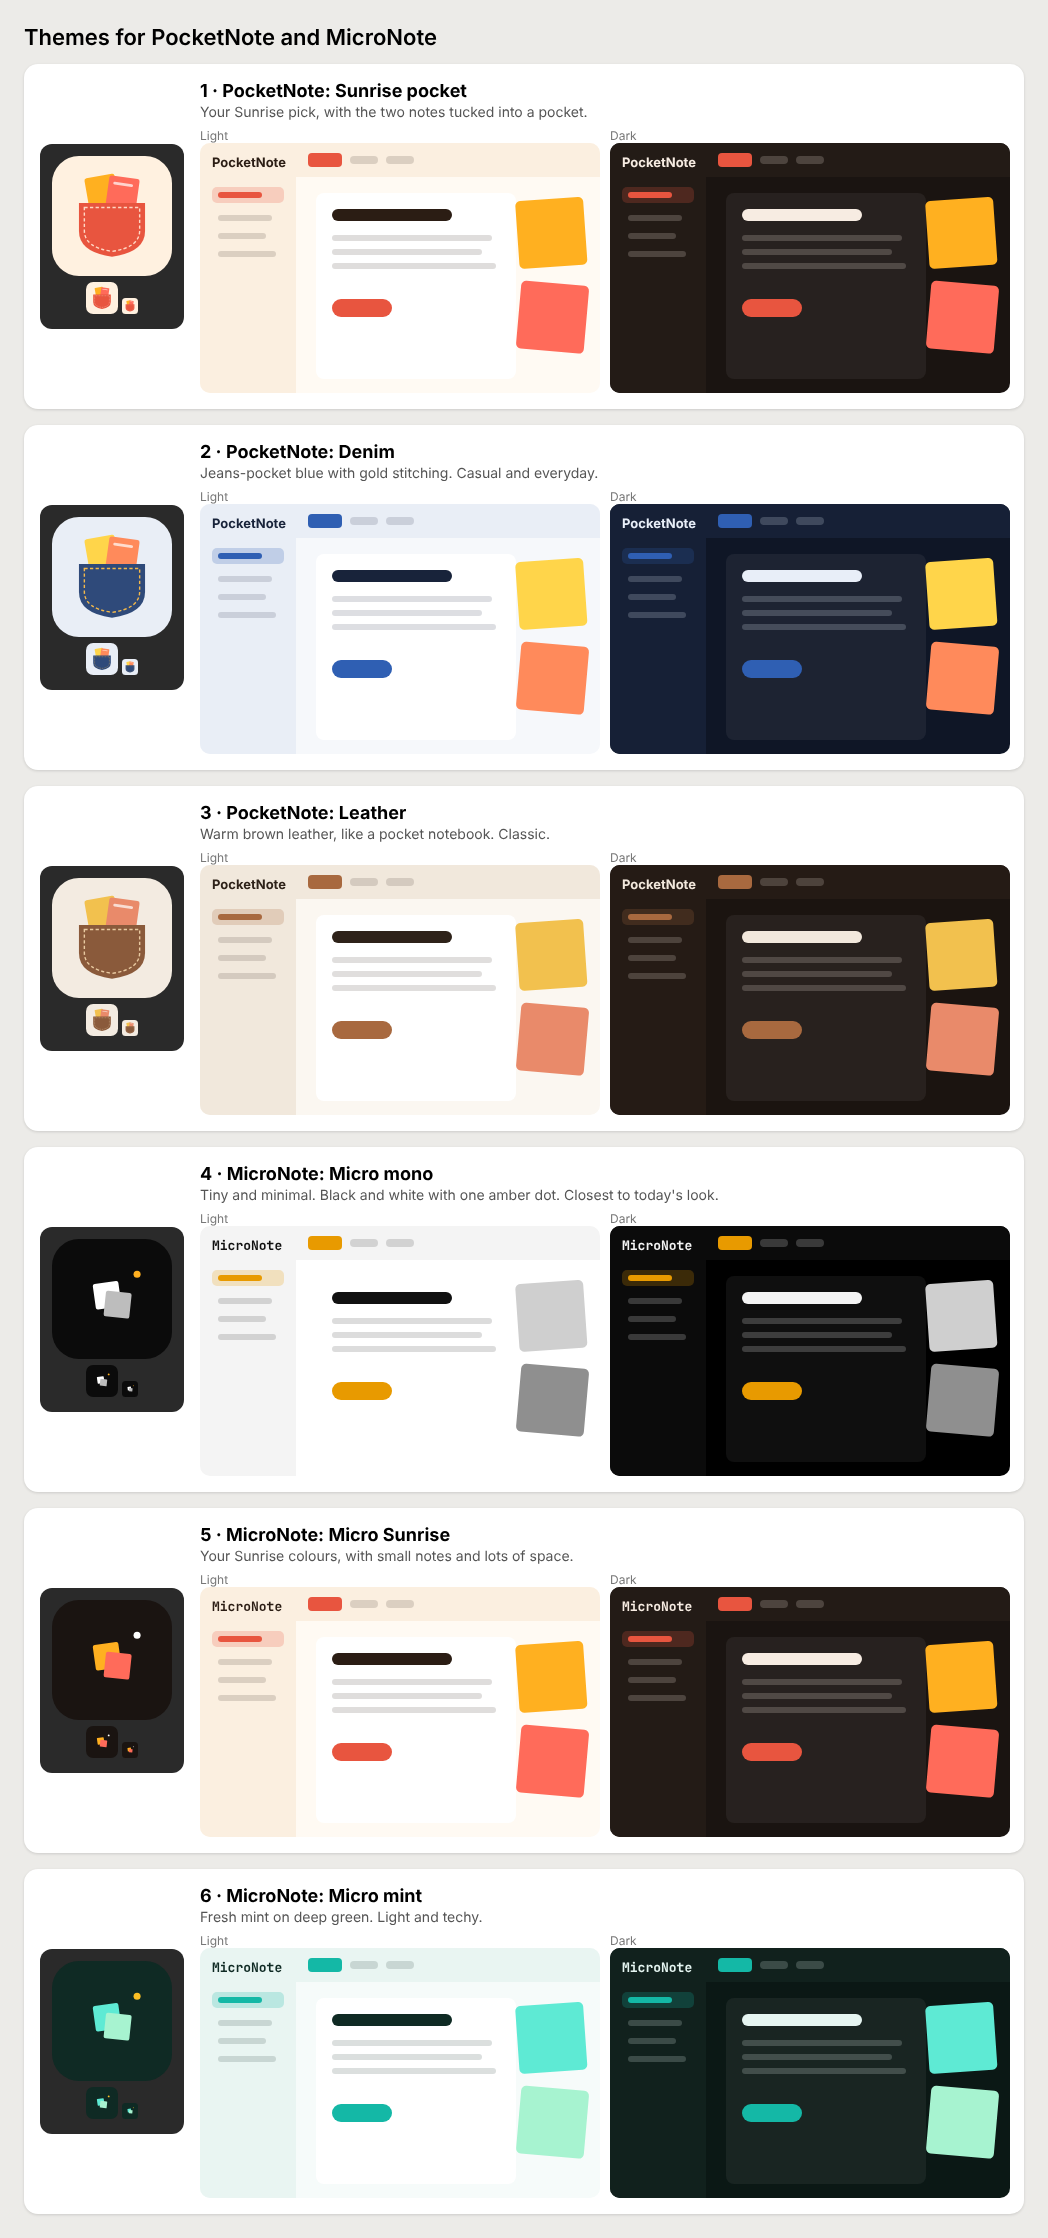 Themes for PocketNote and MicroNote
1 · PocketNote: Sunrise pocket
Your Sunrise pick, with the two notes tucked into a pocket.
Light
Dark
PocketNote
PocketNote
2 · PocketNote: Denim
Jeans-pocket blue with gold stitching. Casual and everyday.
Light
Dark
PocketNote
PocketNote
3 · PocketNote: Leather
Warm brown leather, like a pocket notebook. Classic.
Light
Dark
PocketNote
PocketNote
4 · MicroNote: Micro mono
Tiny and minimal. Black and white with one amber dot. Closest to today's look.
Light
Dark
MicroNote
MicroNote
5 · MicroNote: Micro Sunrise
Your Sunrise colours, with small notes and lots of space.
Light
Dark
MicroNote
MicroNote
6 · MicroNote: Micro mint
Fresh mint on deep green. Light and techy.
Light
Dark
MicroNote
MicroNote